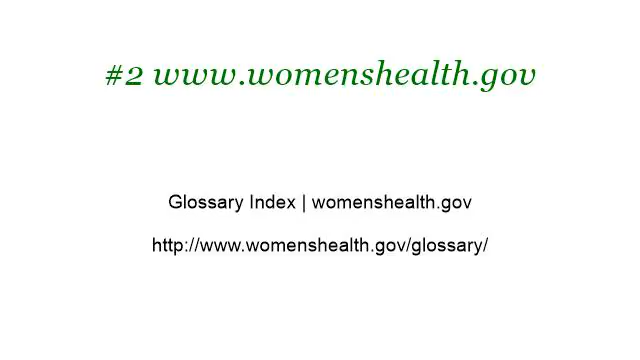 #2 www.womenshealth.gov
Glossary Index | womenshealth.gov
http://www.womenshealth.gov/glossary/